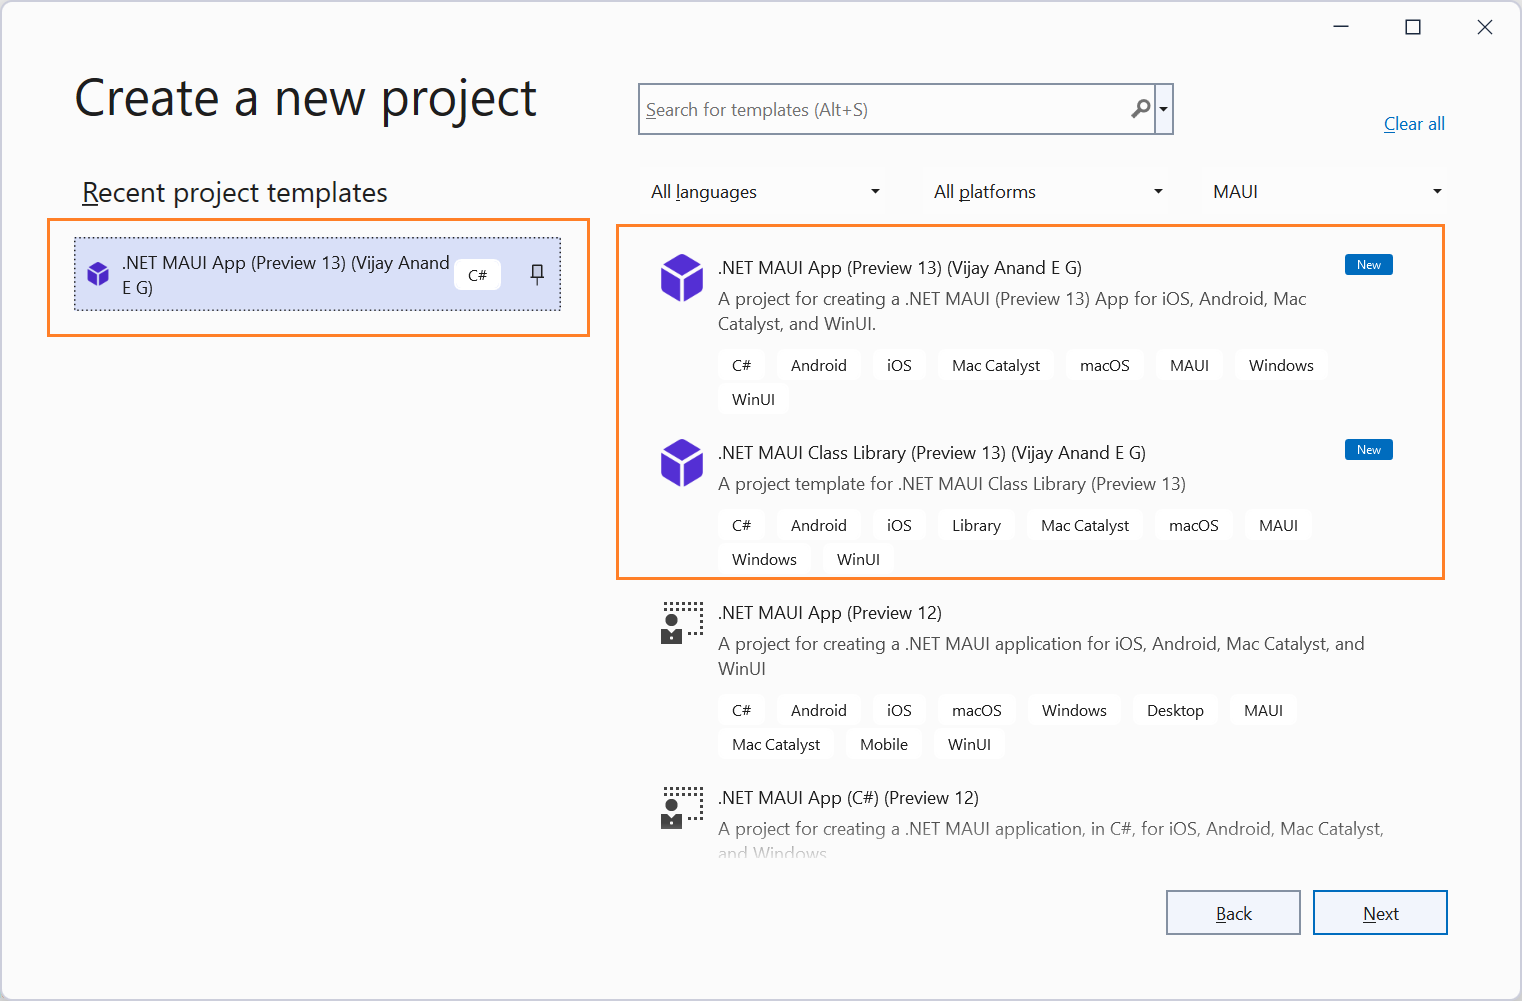 Create a new project
Search for templates (Alt+S)
Clear all
Recent project templates
All languages
All platforms
MAUI
.NET MAUI App (Preview 13) (Vijay Anand
E G)
C#
.NET MAUI App (Preview 13) (Vijay Anand E G)
New
A project for creating a .NET MAUI (Preview 13) App for iOS, Android, Mac
Catalyst, and WinUI.
C# Android iOS Mac Catalyst macOS MAUI Windows
WinUI
.NET MAUI Class Library (Preview 13) (Vijay Anand E G)
New
A project template for .NET MAUI Class Library (Preview 13)
C# Android iOS Library Mac Catalyst macOS MAUI
Windows WinUI
.NET MAUI App (Preview 12)
A project for creating a .NET MAUI application for iOS, Android, Mac Catalyst, and
WinUI
C# Android iOS macOS Windows Desktop MAUI
Mac Catalyst Mobile WinUI
.NET MAUI App (C#) (Preview 12)
A project for creating a .NET MAUI application, in C#, for iOS, Android, Mac Catalyst,
and Windows
Back
Next